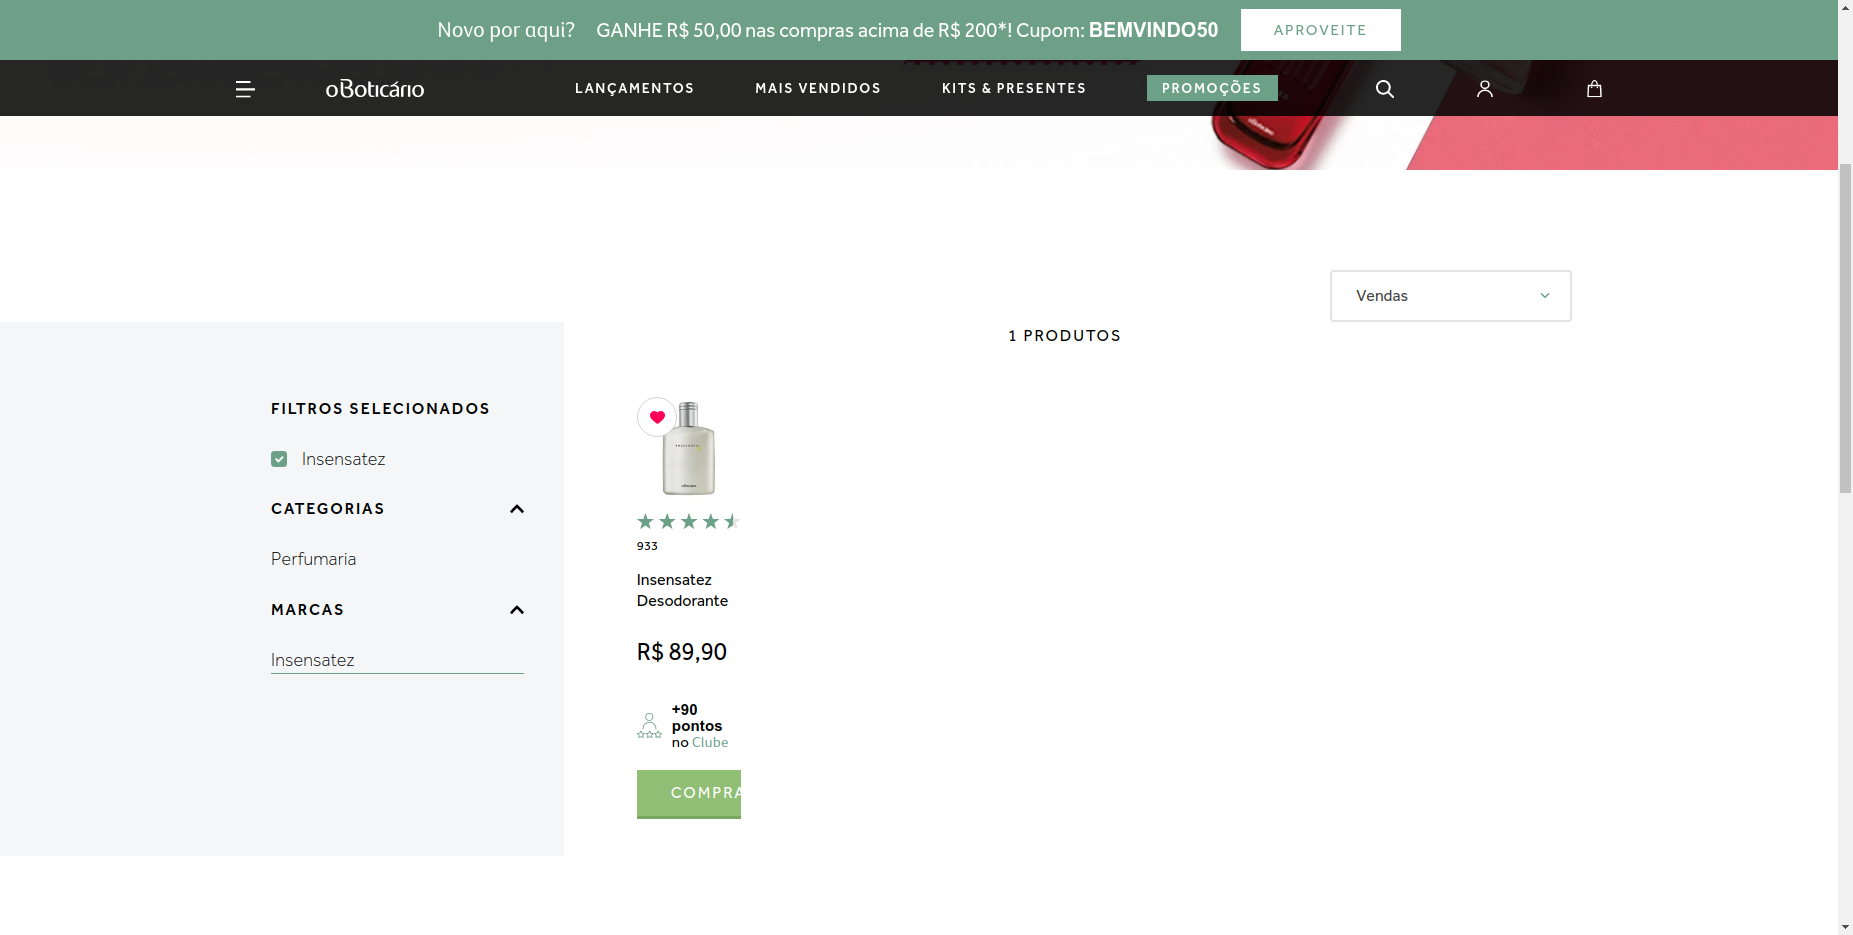 Novo por aqui? GANHE R$ 50,00 nas compras acima de R$ 200*! Cupom: BEMVINDO50 APROVEITE
oBoticário LANÇAMENTOS MAIS VENDIDOS KITS & PRESENTES PROMOÇÕES
Vendas
1 PRODUTOS
FILTROS SELECIONADOS
Insensatez
CATEGORIAS
Perfumaria
MARCAS
Insensatez
933
Insensatez
Desodorante
R$ 89,90
+90
pontos
no Clube
COMPRA